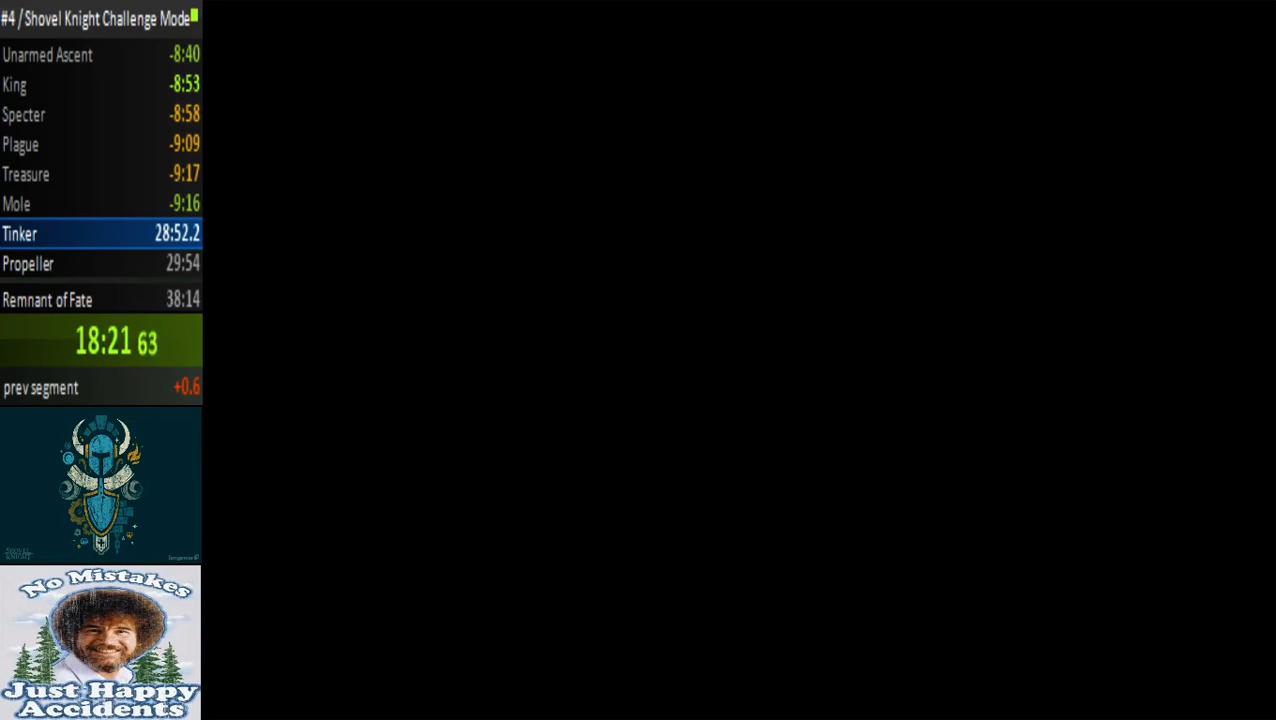 #4 / Shovel Knight Challenge Mode
Unarmed Ascent -8:40
King -8:53
Specter -8:58
Plague -9:09
Treasure -9:17
Mole -9:16
Tinker 28:52.2
Propeller 29:54
Remnant of Fate 38:14
18:21 63
prev segment +0.6
SHOVEL
KNIGHT
No Mistakes
Just Happy
Accidents